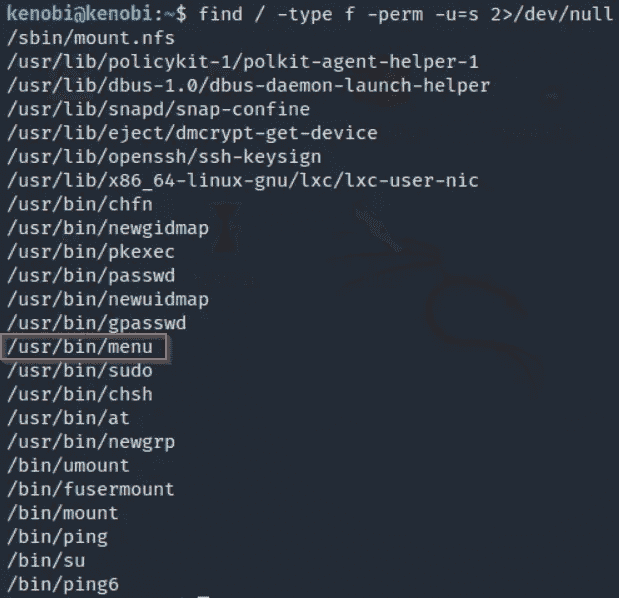 kenobi@kenobi:~$ find / -type f -perm -u=s 2>/dev/null
/sbin/mount.nfs
/usr/lib/policykit-1/polkit-agent-helper-1
/usr/lib/dbus-1.0/dbus-daemon-launch-helper
/usr/lib/snapd/snap-confine
/usr/lib/eject/dmcrypt-get-device
/usr/lib/openssh/ssh-keysign
/usr/lib/x86_64-linux-gnu/lxc/lxc-user-nic
/usr/bin/chfn
/usr/bin/newgidmap
/usr/bin/pkexec
/usr/bin/passwd
/usr/bin/newuidmap
/usr/bin/gpasswd
/usr/bin/menu
/usr/bin/sudo
/usr/bin/chsh
/usr/bin/at
/usr/bin/newgrp
/bin/umount
/bin/fusermount
/bin/mount
/bin/ping
/bin/su
/bin/ping6